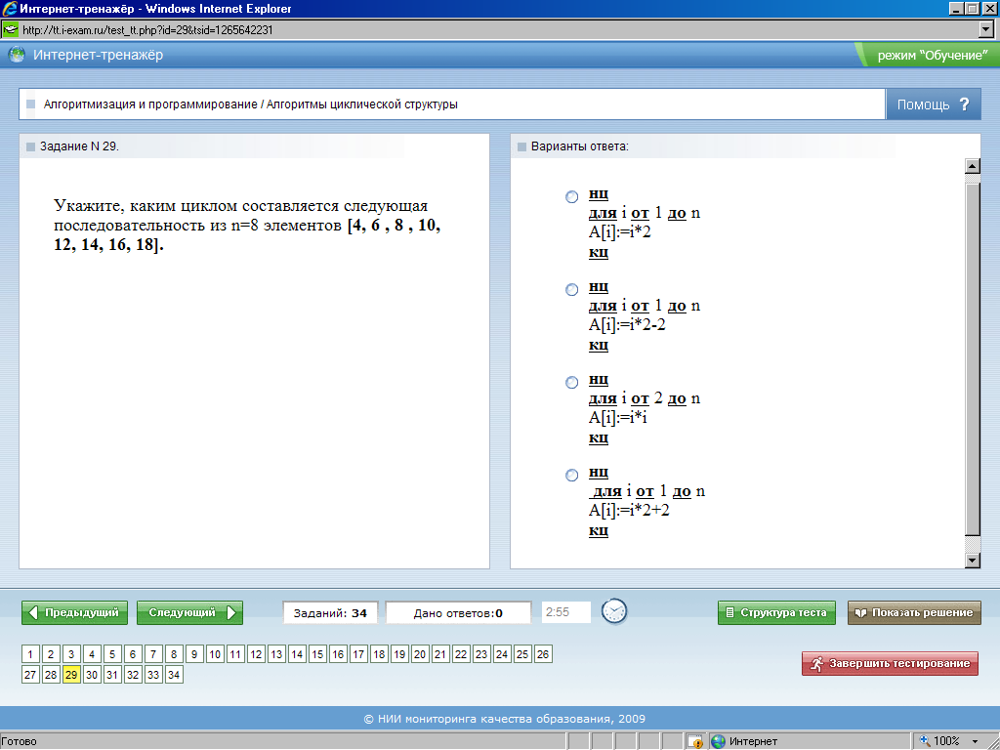 Интернет-тренажёр - Windows Internet Explorer
http://tt.i-exam.ru/test_tt.php?id=29&tsid=1265642231
Интернет-тренажёр
режим "Обучение"
Алгоритмизация и программирование / Алгоритмы циклической структуры
Помощь ?
Задание N 29.
Укажите, каким циклом составляется следующая
последовательность из n=8 элементов [4, 6 , 8 , 10,
12, 14, 16, 18].
Варианты ответа:
нц
для i от 1 до n
A[i]:=i*2
кц
нц
для i от 1 до n
A[i]:=i*2-2
кц
нц
для i от 2 до n
A[i]:=i*i
кц
нц
для i от 1 до n
A[i]:=i*2+2
кц
Предыдущий
Следующий
Заданий: 34
Дано ответов:0
2:55
Структура теста
Показать решение
1 2 3 4 5 6 7 8 9 10 11 12 13 14 15 16 17 18 19 20 21 22 23 24 25 26
27 28 29 30 31 32 33 34
Завершить тестирование
© НИИ мониторинга качества образования, 2009
Готово
Интернет
100%